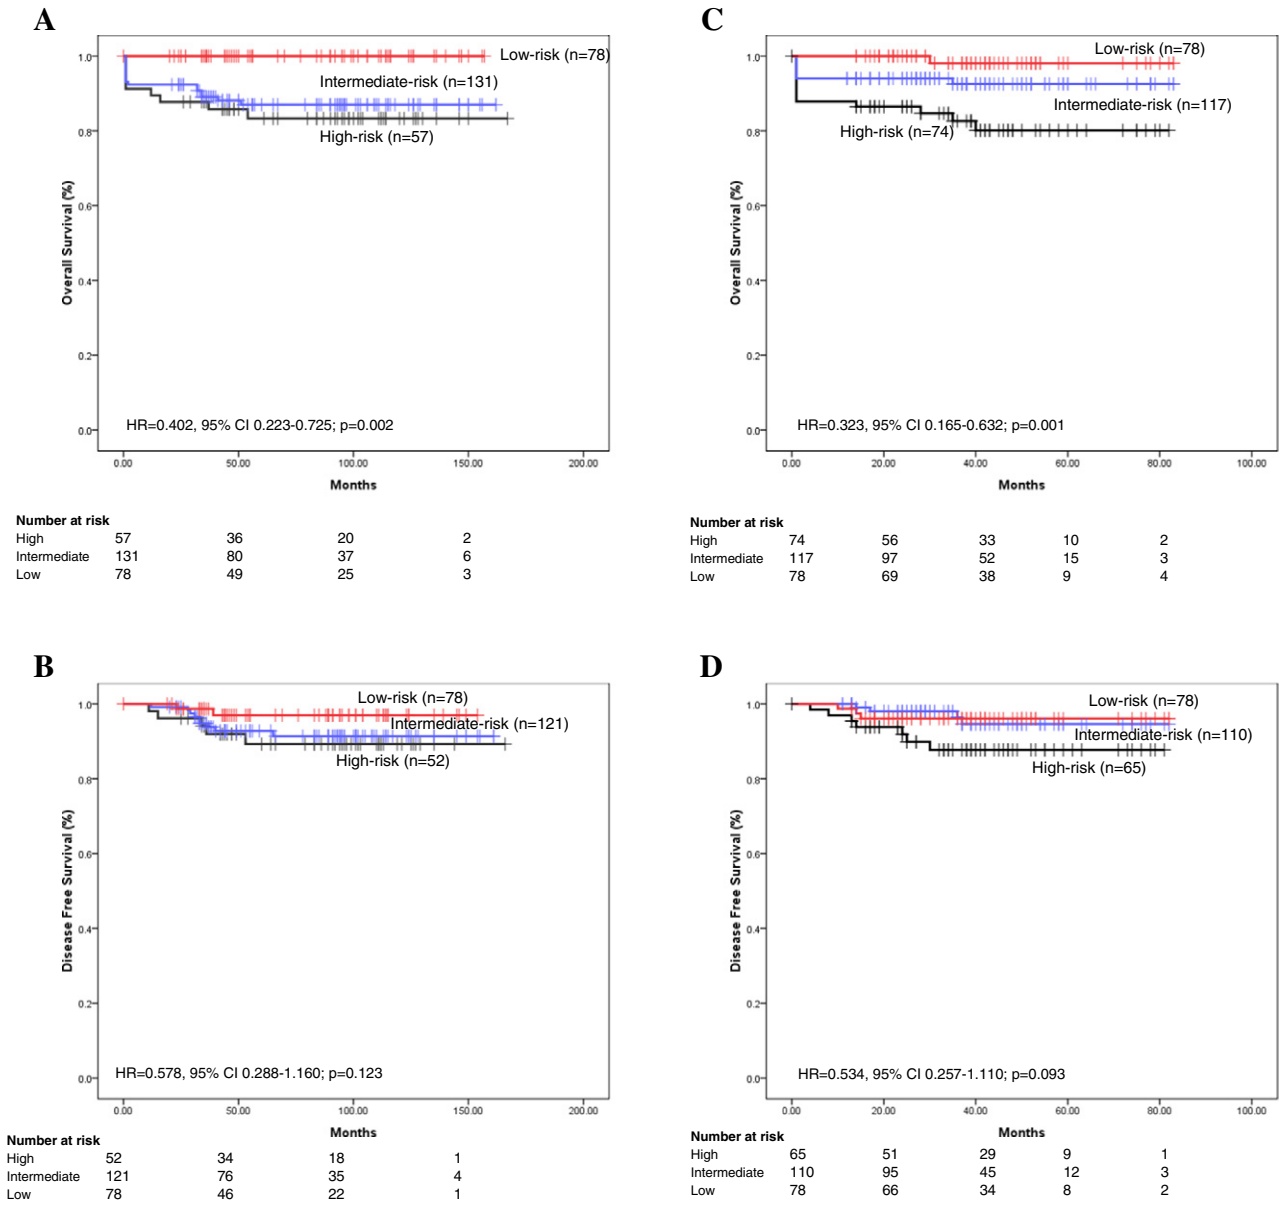 A
1.0
0.8
0.6
0.4
0.2
0.0
Overall Survival (%)
Low-risk (n=78)
Intermediate-risk (n=131)
High-risk (n=57)
HR=0.402, 95% CI 0.223-0.725; p=0.002
0.00 50.00 100.00 150.00 200.00
Months
Number at risk
High 57 36 20 2
Intermediate 131 80 37 6
Low 78 49 25 3
C
1.0
0.8
0.6
0.4
0.2
0.0
Overall Survival (%)
Low-risk (n=78)
Intermediate-risk (n=117)
High-risk (n=74)
HR=0.323, 95% CI 0.165-0.632; p=0.001
0.00 20.00 40.00 60.00 80.00 100.00
Months
Number at risk
High 74 56 33 10 2
Intermediate 117 97 52 15 3
Low 78 69 38 9 4
B
1.0
0.8
0.6
0.4
0.2
0.0
Disease Free Survival (%)
Low-risk (n=78)
Intermediate-risk (n=121)
High-risk (n=52)
HR=0.578, 95% CI 0.288-1.160; p=0.123
0.00 50.00 100.00 150.00 200.00
Months
Number at risk
High 52 34 18 1
Intermediate 121 76 35 4
Low 78 46 22 1
D
1.0
0.8
0.6
0.4
0.2
0.0
Disease Free Survival (%)
Low-risk (n=78)
Intermediate-risk (n=110)
High-risk (n=65)
HR=0.534, 95% CI 0.257-1.110; p=0.093
0.00 20.00 40.00 60.00 80.00 100.00
Months
Number at risk
High 65 51 29 9 1
Intermediate 110 95 45 12 3
Low 78 66 34 8 2